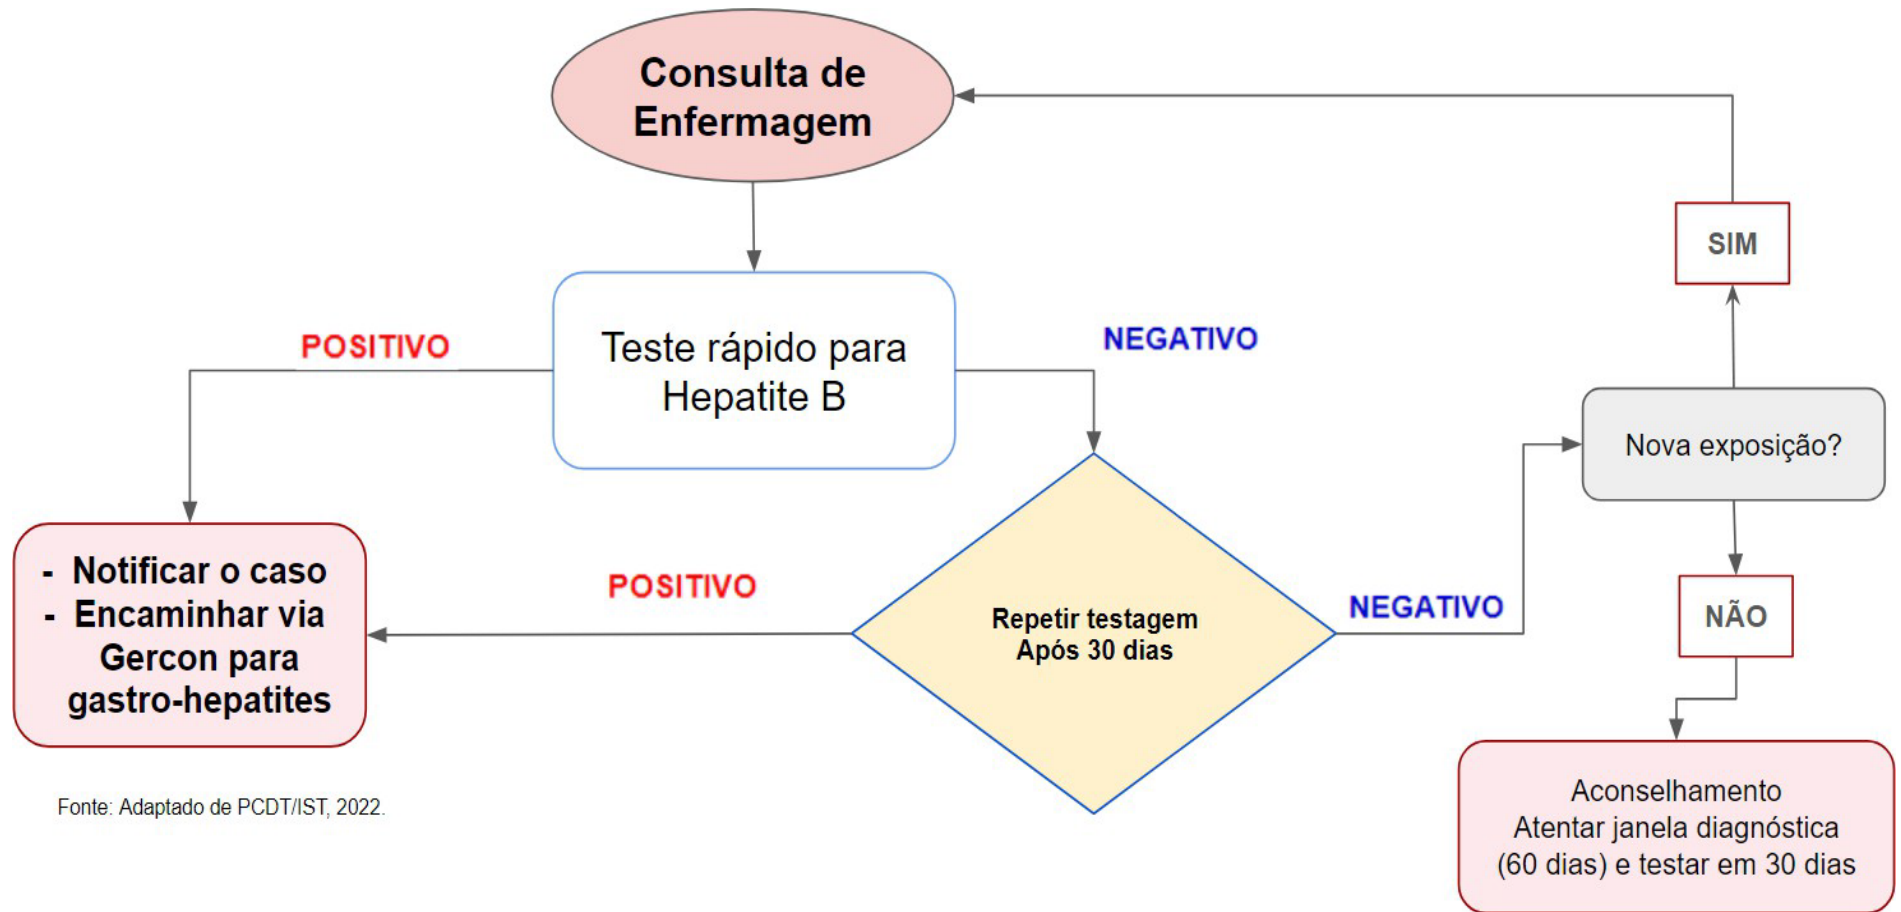 Consulta de
Enfermagem
SIM
Teste rápido para
Hepatite B
POSITIVO
NEGATIVO
Nova exposição?
- Notificar o caso
- Encaminhar via
Gercon para
gastro-hepatites
POSITIVO
Repetir testagem
Após 30 dias
NEGATIVO
NÃO
Aconselhamento
Atentar janela diagnóstica
(60 dias) e testar em 30 dias
Fonte: Adaptado de PCDT/IST, 2022.